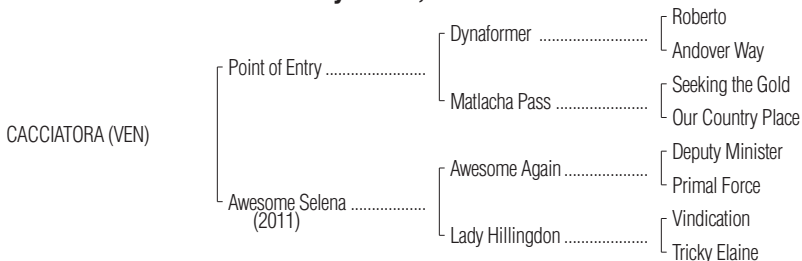 Roberto
Dynaformer
Andover Way
Point of Entry
Seeking the Gold
Matlacha Pass
Our Country Place
CACCIATORA (VEN)
Deputy Minister
Awesome Again
Primal Force
Awesome Selena
(2011)
Vindication
Lady Hillingdon
Tricky Elaine